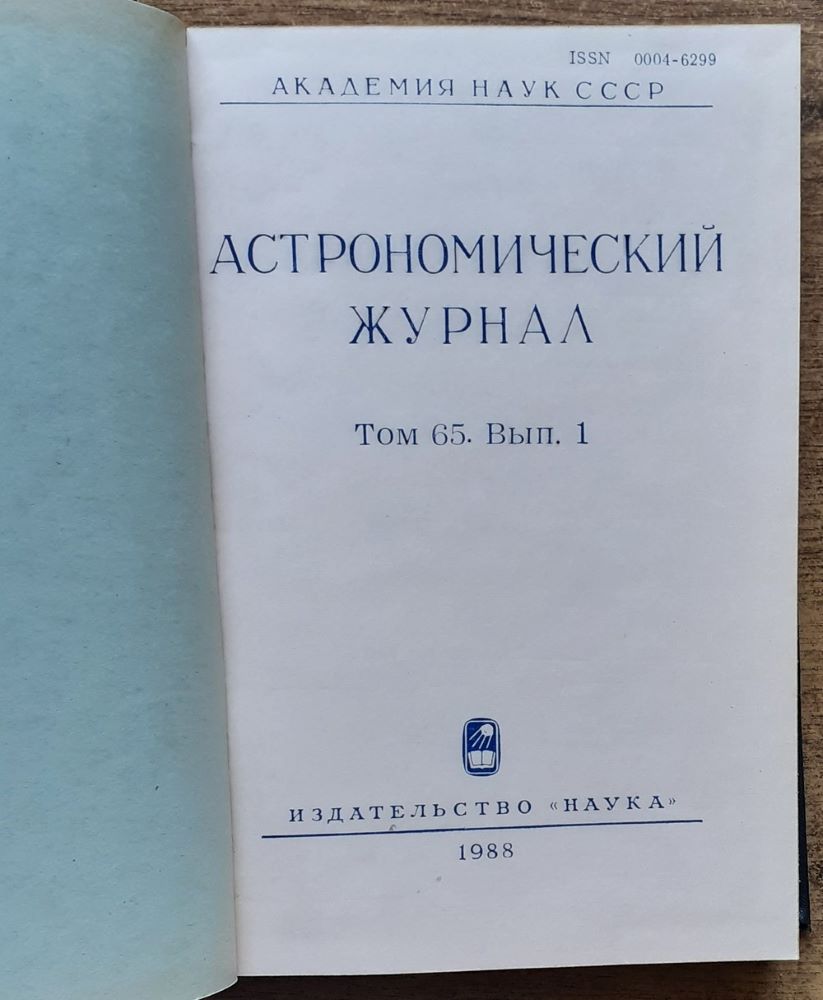 ISSN 0004-6299
АКАДЕМИЯ НАУК СССР
АСТРОНОМИЧЕСКИЙ
ЖУРНАЛ
Том 65. Вып. 1
ИЗДАТЕЛЬСТВО «НАУКА»
1988